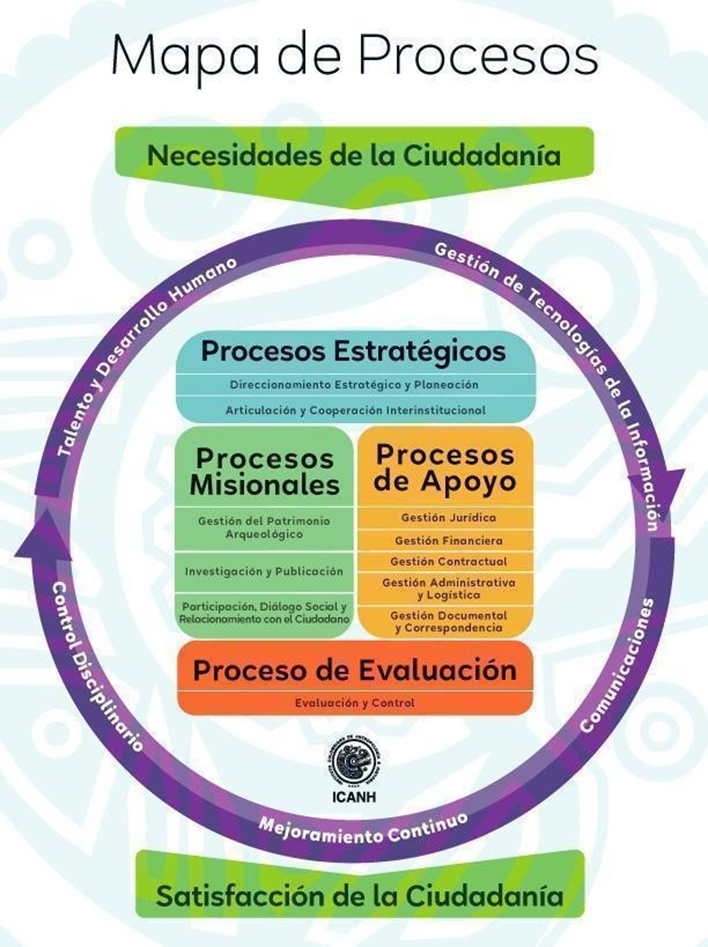 Mapa de Procesos
Necesidades de la Ciudadanía
Talento y Desarrollo Humano
Gestión de Tecnologías de la Información
Procesos Estratégicos
Direccionamiento Estratégico y Planeación
Articulación y Cooperación Interinstitucional
Procesos
Misionales
Gestión del Patrimonio
Arqueológico
Investigación y Publicación
Participación, Diálogo Social y
Relacionamiento con el Ciudadano
Procesos
de Apoyo
Gestión Jurídica
Gestión Financiera
Gestión Contractual
Gestión Administrativa
y Logística
Gestión Documental
y Correspondencia
Proceso de Evaluación
Evaluación y Control
Control Disciplinario
Comunicaciones
ICANH
Mejoramiento Continuo
Satisfacción de la Ciudadanía